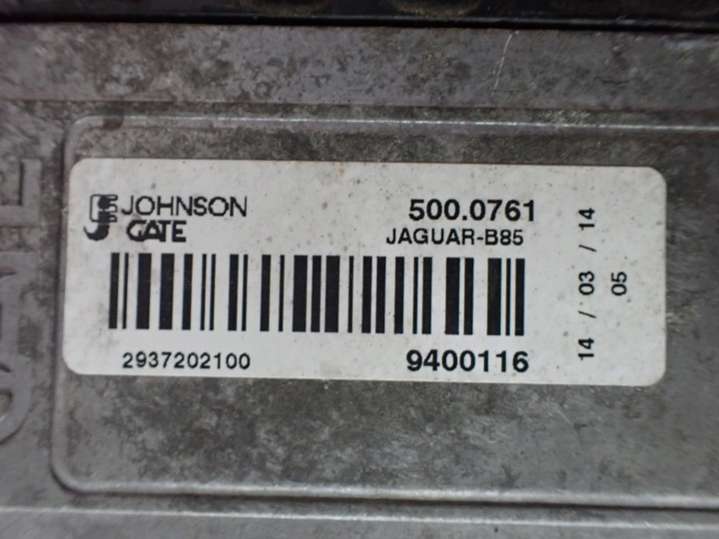 JOHNSON
GATE
500.0761
JAGUAR-B85
2937202100
9400116
14 / 03 / 14
05